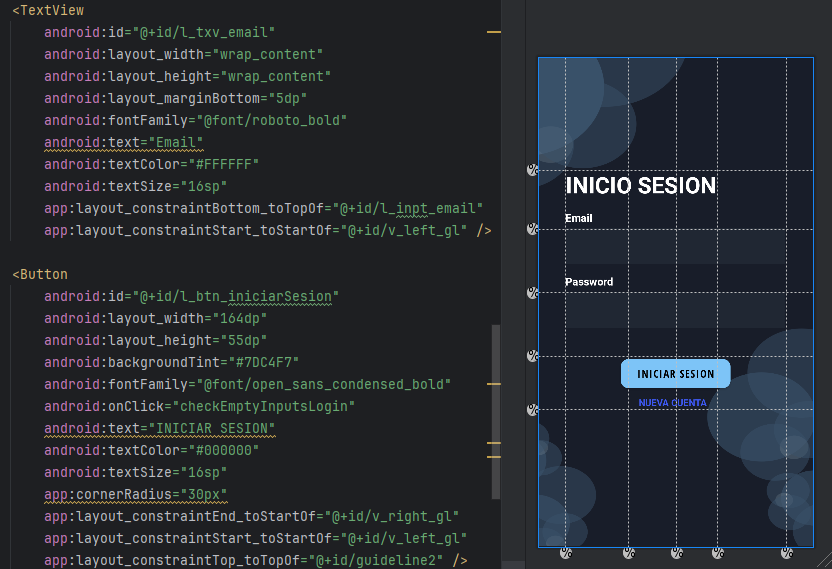 <TextView
android:id="@+id/l_txv_email"
android:layout_width="wrap_content"
android:layout_height="wrap_content"
android:layout_marginBottom="5dp"
android:fontFamily="@font/roboto_bold"
android:text="Email"
android:textColor="#FFFFFF"
android:textSize="16sp"
app:layout_constraintBottom_toTopOf="@+id/l_inpt_email"
app:layout_constraintStart_toStartOf="@+id/v_left_gl" />
<Button
android:id="@+id/l_btn_iniciarSesion"
android:layout_width="164dp"
android:layout_height="55dp"
android:backgroundTint="#7DC4F7"
android:fontFamily="@font/open_sans_condensed_bold"
android:onClick="checkEmptyInputsLogin"
android:text="INICIAR SESION"
android:textColor="#000000"
android:textSize="16sp"
app:cornerRadius="30px"
app:layout_constraintEnd_toStartOf="@+id/v_right_gl"
app:layout_constraintStart_toStartOf="@+id/v_left_gl"
app:layout_constraintTop_toTopOf="@+id/guideline2" />
%
INICIO SESION
Email
%
Password
%
%
INICIAR SESION
NUEVA CUENTA
%
% % % % %